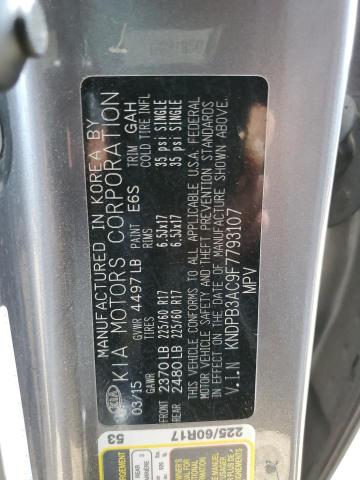 MANUFACTURED IN KOREA BY
KIA KIA MOTORS CORPORATION
03/15 GVWR 4497LB PAINT E6S TRIM GAH
GAWR TIRES RIMS COLD TIRE INFL
FRONT 2370LB 225/60 R17 6.5Jx17 35 psi SINGLE
REAR 2480LB 225/60 R17 6.5Jx17 35 psi SINGLE
THIS VEHICLE CONFORMS TO ALL APPLICABLE U.S.A. FEDERAL
MOTOR VEHICLE SAFETY AND THEFT PREVENTION STANDARDS
IN EFFECT ON THE DATE OF MANUFACTURE SHOWN ABOVE.
V.I.N KNDPB3AC9F7793107
MPV
225/60R17
53